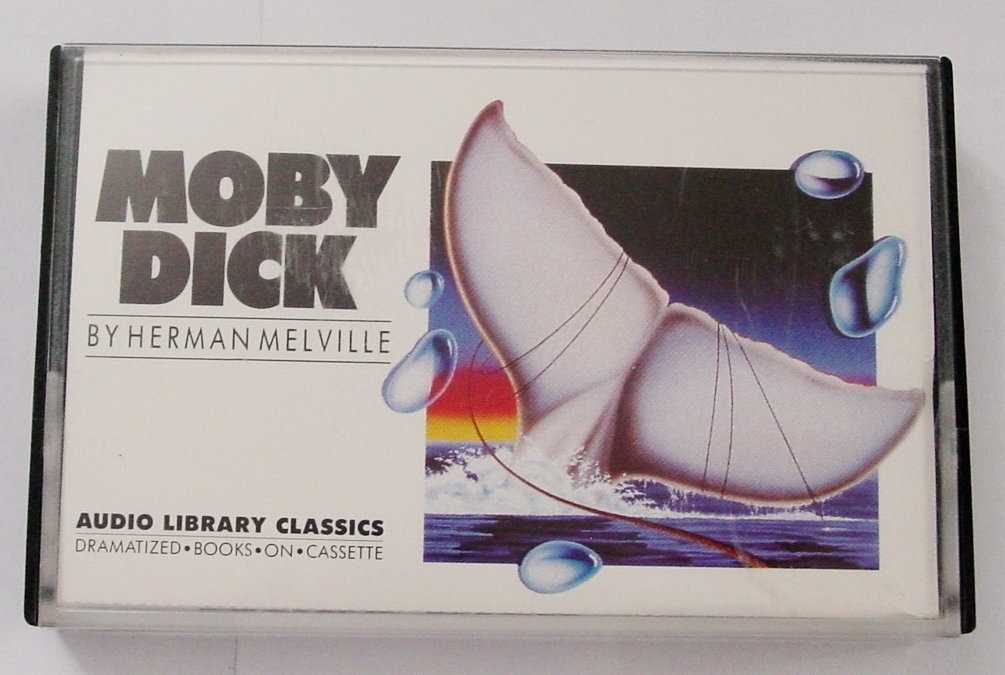 MOBY
DICK
BY HERMAN MELVILLE
AUDIO LIBRARY CLASSICS
DRAMATIZED•BOOKS•ON•CASSETTE